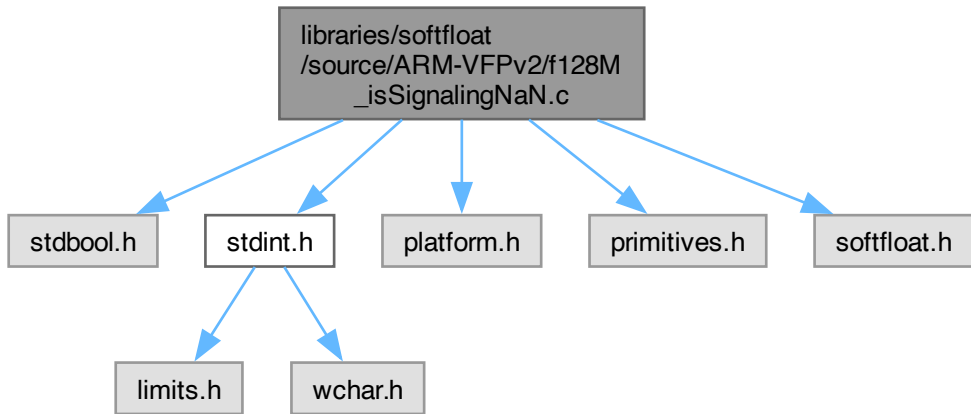 libraries/softfloat
/source/ARM-VFPv2/f128M
_isSignalingNaN.c
stdbool.h
stdint.h
platform.h
primitives.h
softfloat.h
limits.h
wchar.h